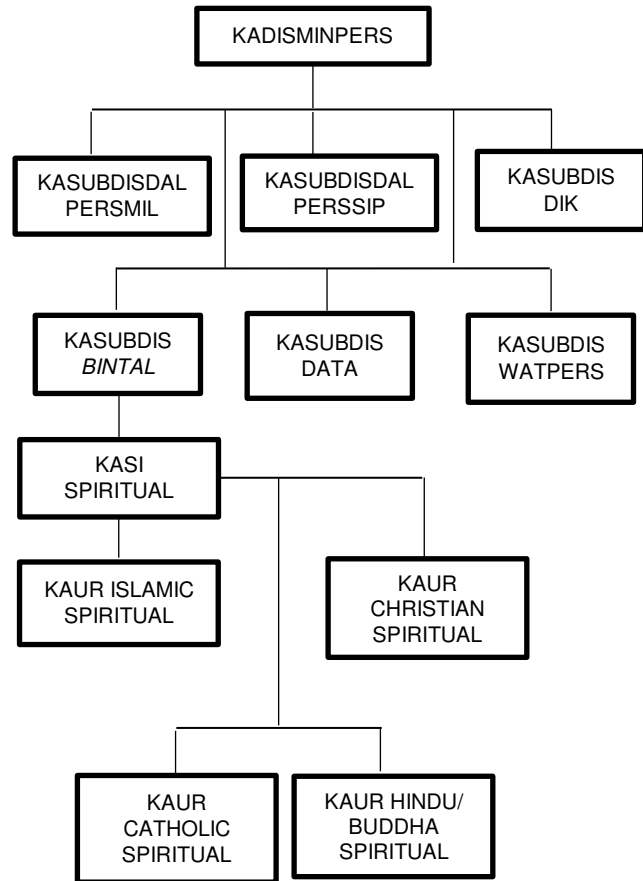 KADISMINPERS
KASUBDISDAL
PERSMIL
KASUBDISDAL
PERSSIP
KASUBDIS
DIK
KASUBDIS
BINTAL
KASUBDIS
DATA
KASUBDIS
WATPERS
KASI
SPIRITUAL
KAUR ISLAMIC
SPIRITUAL
KAUR
CHRISTIAN
SPIRITUAL
KAUR
CATHOLIC
SPIRITUAL
KAUR HINDU/
BUDDHA
SPIRITUAL